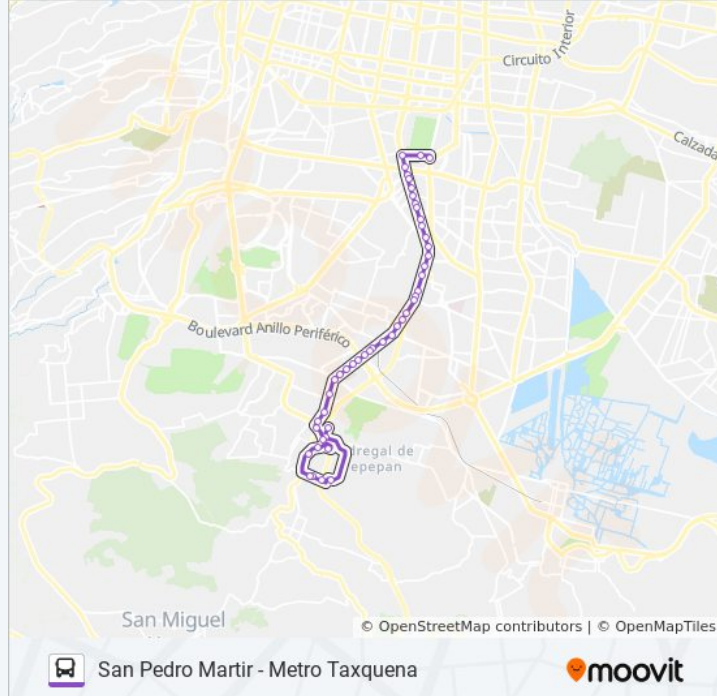 Circuito Interior
Calzada
Boulevard Anillo Periférico
dregal de
epepan
San Miguel
© OpenStreetMap contributors | © OpenMapTiles
San Pedro Martir - Metro Taxquena
moovit